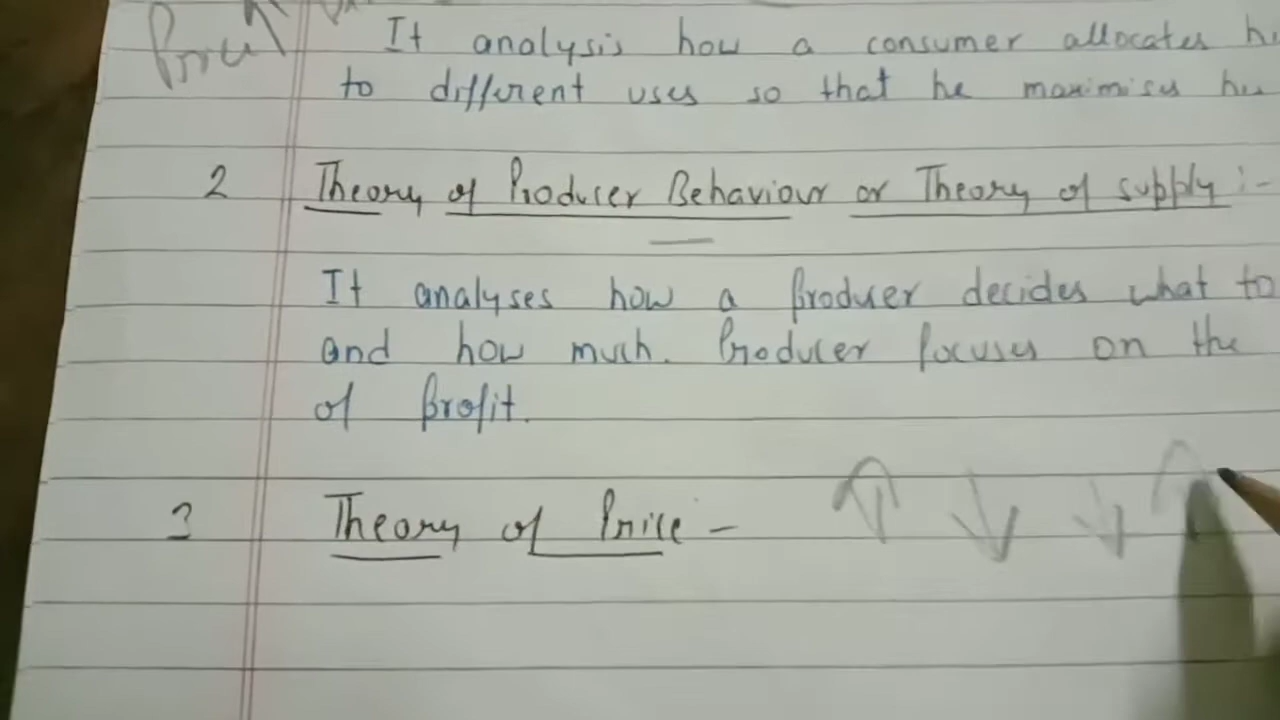 It analysis how a consumer allocates
to different uses so that he maximises
2 Theory of Producer Behaviour or Theory of supply :-
It analyses how a Producer decides what to
and how much. Producer focuses on the
of Profit.
3 Theory of Price -